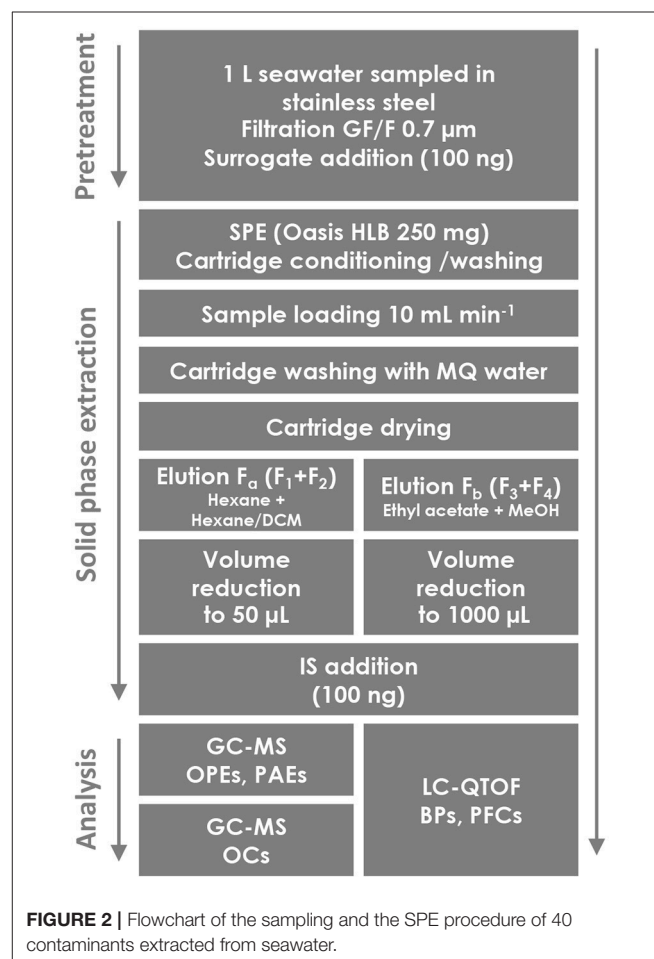 Pretreatment
1 L seawater sampled in
stainless steel
Filtration GF/F 0.7 µm
Surrogate addition (100 ng)
Solid phase extraction
SPE (Oasis HLB 250 mg)
Cartridge conditioning /washing
Sample loading 10 mL min⁻¹
Cartridge washing with MQ water
Cartridge drying
Elution Fₐ (F₁+F₂)
Hexane +
Hexane/DCM
Elution F_b (F₃+F₄)
Ethyl acetate + MeOH
Volume
reduction
to 50 µL
Volume
reduction
to 1000 µL
IS addition
(100 ng)
Analysis
GC-MS
OPEs, PAEs
GC-MS
OCs
LC-QTOF
BPs, PFCs
FIGURE 2 | Flowchart of the sampling and the SPE procedure of 40
contaminants extracted from seawater.